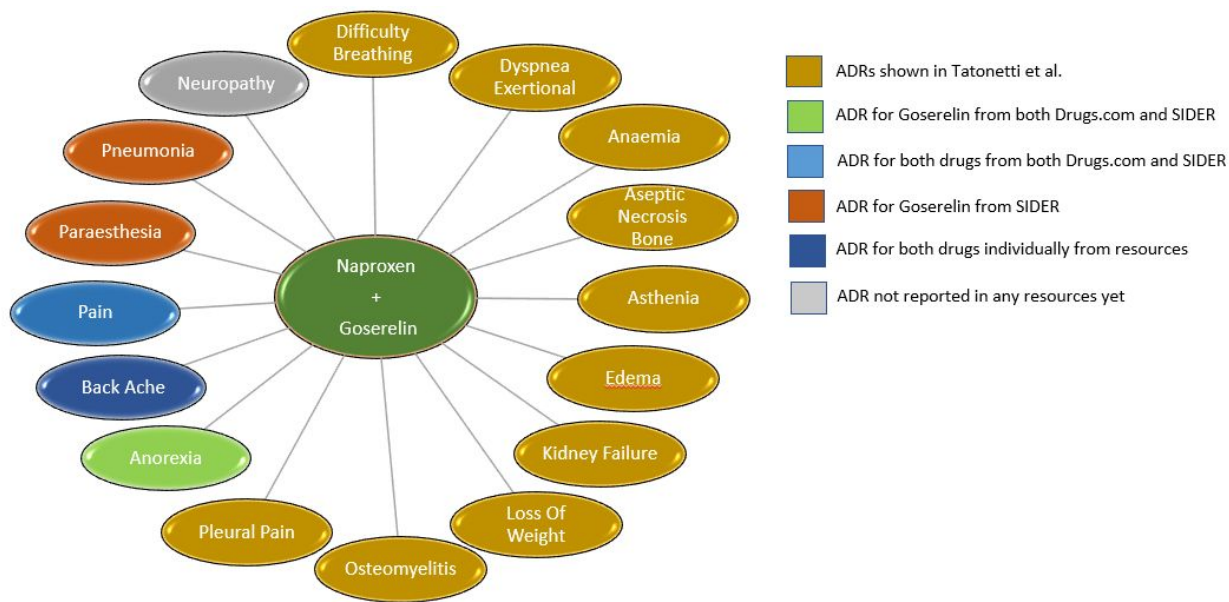 Difficulty
Breathing
Dyspnea
Exertional
Neuropathy
Anaemia
Pneumonia
Aseptic
Necrosis
Bone
Paraesthesia
Naproxen
+
Goserelin
Asthenia
Pain
Edema
Back Ache
Kidney Failure
Anorexia
Loss Of
Weight
Pleural Pain
Osteomyelitis
ADRs shown in Tatonetti et al.
ADR for Goserelin from both Drugs.com and SIDER
ADR for both drugs from both Drugs.com and SIDER
ADR for Goserelin from SIDER
ADR for both drugs individually from resources
ADR not reported in any resources yet